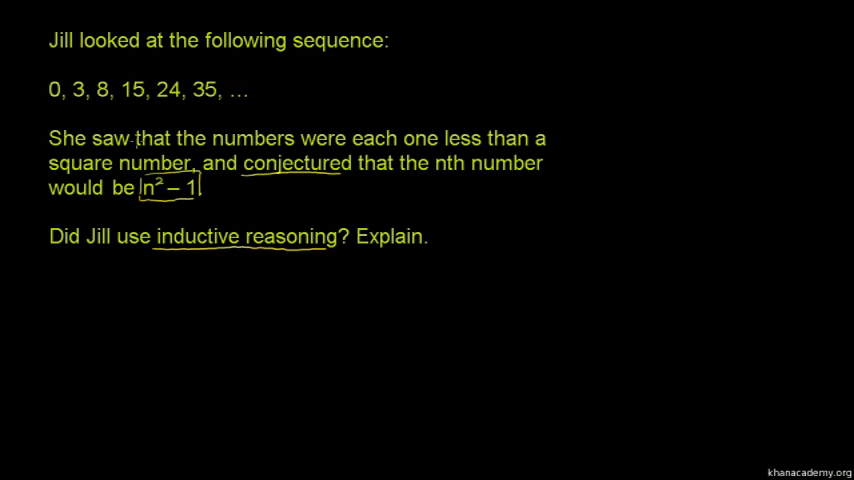 Jill looked at the following sequence:
0, 3, 8, 15, 24, 35, …
She saw that the numbers were each one less than a
square number, and conjectured that the nth number
would be n² – 1.
Did Jill use inductive reasoning? Explain.
khanacademy.org